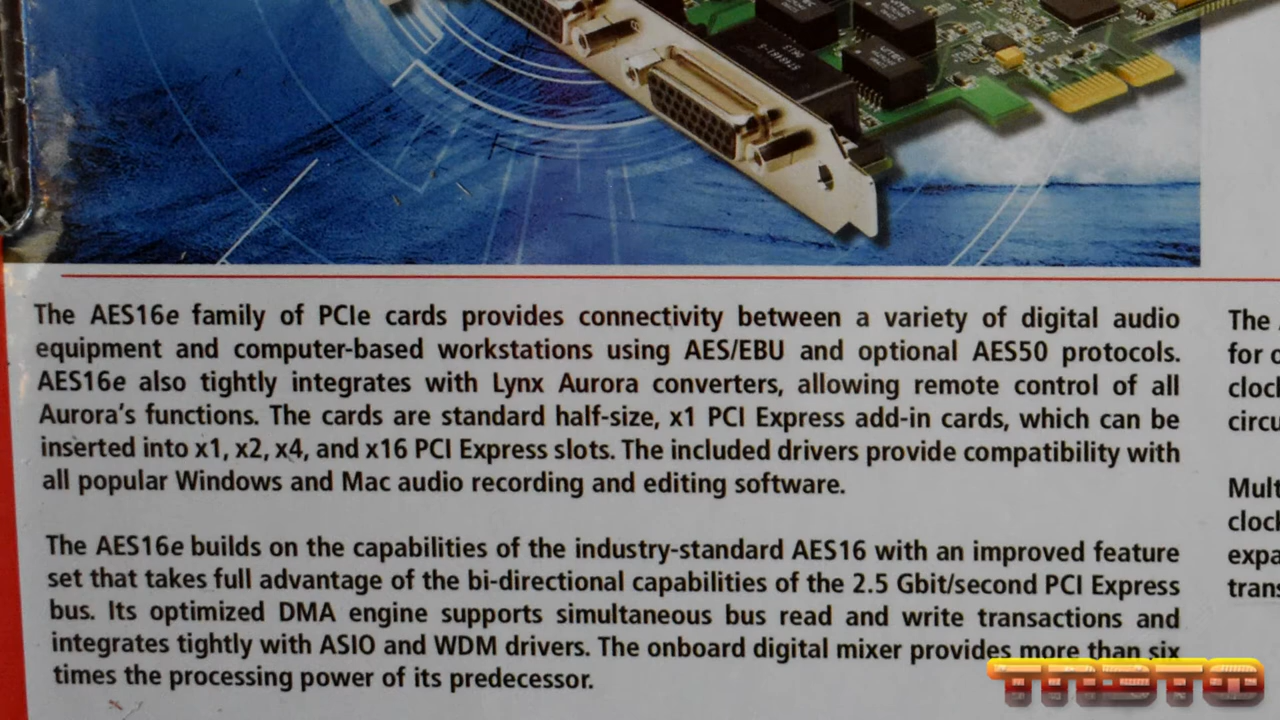 The AES16e family of PCIe cards provides connectivity between a variety of digital audio
equipment and computer-based workstations using AES/EBU and optional AES50 protocols.
AES16e also tightly integrates with Lynx Aurora converters, allowing remote control of all
Aurora's functions. The cards are standard half-size, x1 PCI Express add-in cards, which can be
inserted into x1, x2, x4, and x16 PCI Express slots. The included drivers provide compatibility with
all popular Windows and Mac audio recording and editing software.
The AES16e builds on the capabilities of the industry-standard AES16 with an improved feature
set that takes full advantage of the bi-directional capabilities of the 2.5 Gbit/second PCI Express
bus. Its optimized DMA engine supports simultaneous bus read and write transactions and
integrates tightly with ASIO and WDM drivers. The onboard digital mixer provides more than six
times the processing power of its predecessor.
The
for